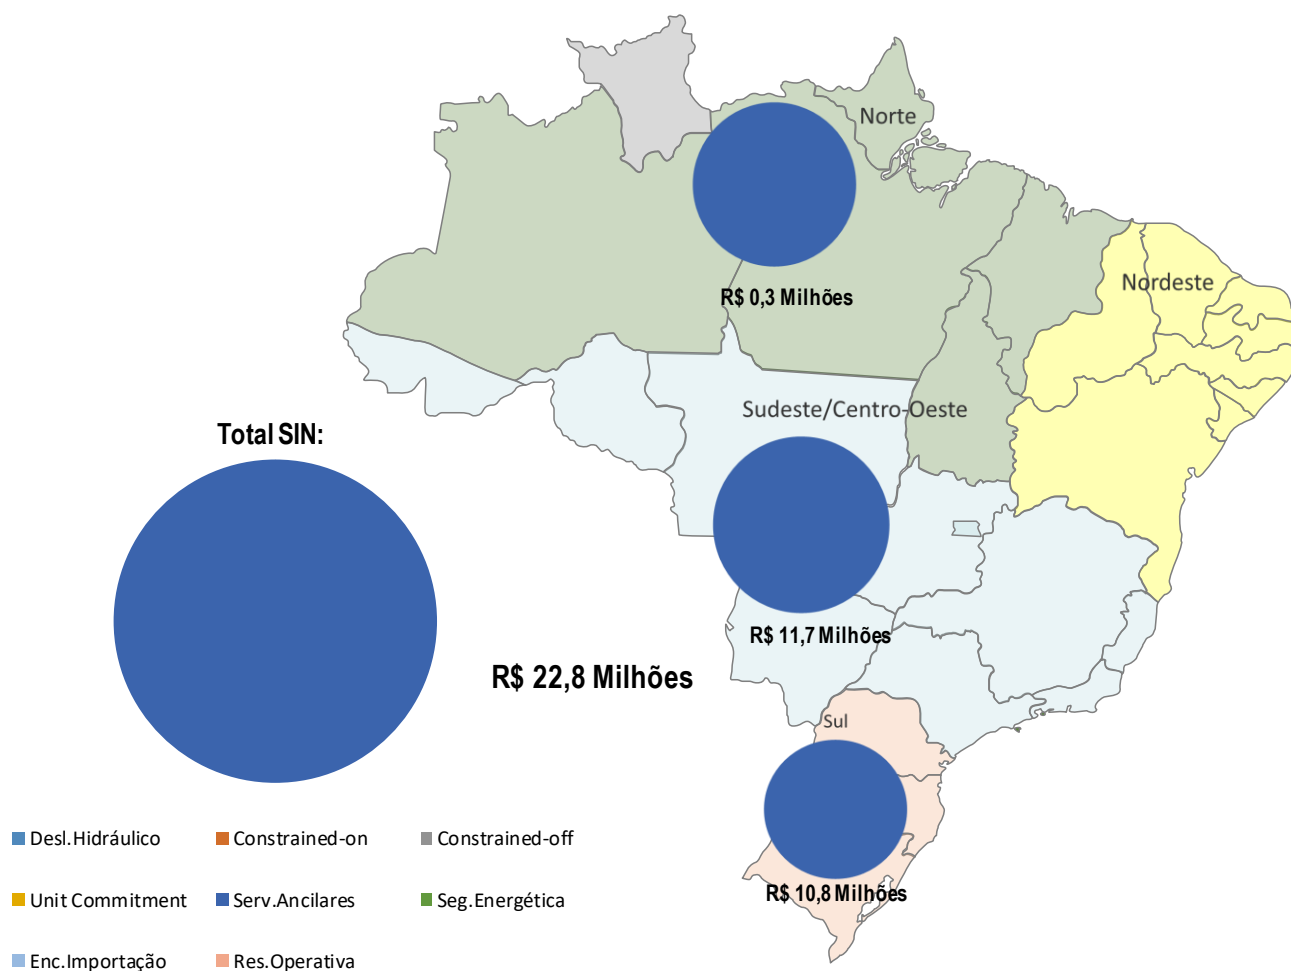 Norte
R$ 0,3 Milhões
Nordeste
Sudeste/Centro-Oeste
Total SIN:
R$ 11,7 Milhões
R$ 22,8 Milhões
Sul
R$ 10,8 Milhões
Desl.Hidráulico
Constrained-on
Constrained-off
Unit Commitment
Serv.Ancilares
Seg.Energética
Enc.Importação
Res.Operativa